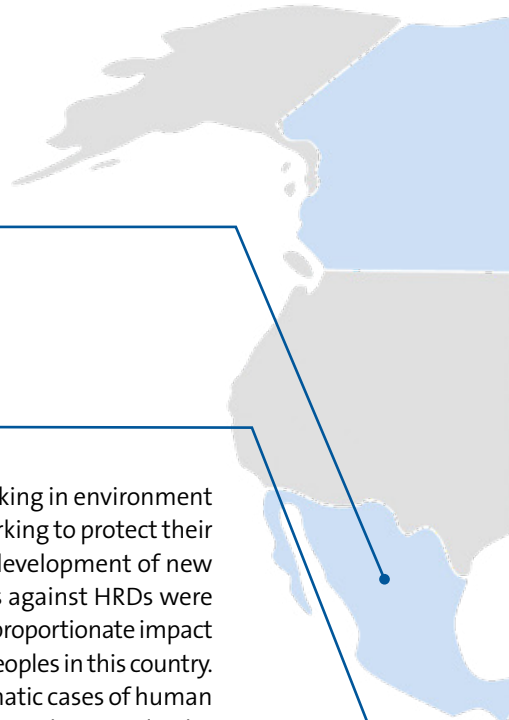 king in environment
rking to protect their
development of new
s against HRDs were
proportionate impact
eoples in this country.
matic cases of human